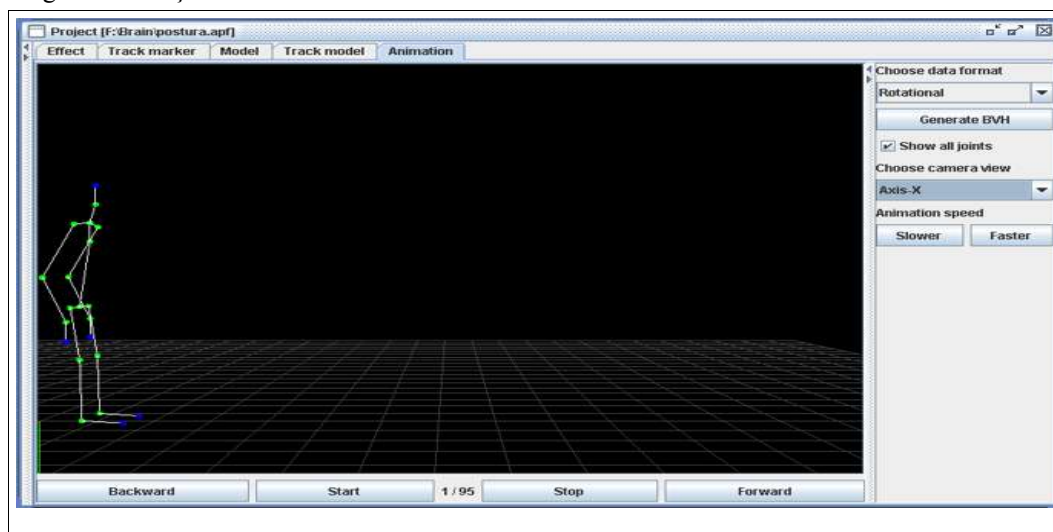 Project [F:\Brain\postura.apf]
Effect Track marker Model Track model Animation
Choose data format
Rotational
Generate BVH
Show all joints
Choose camera view
Axis-X
Animation speed
Slower Faster
Backward Start 1 / 95 Stop Forward